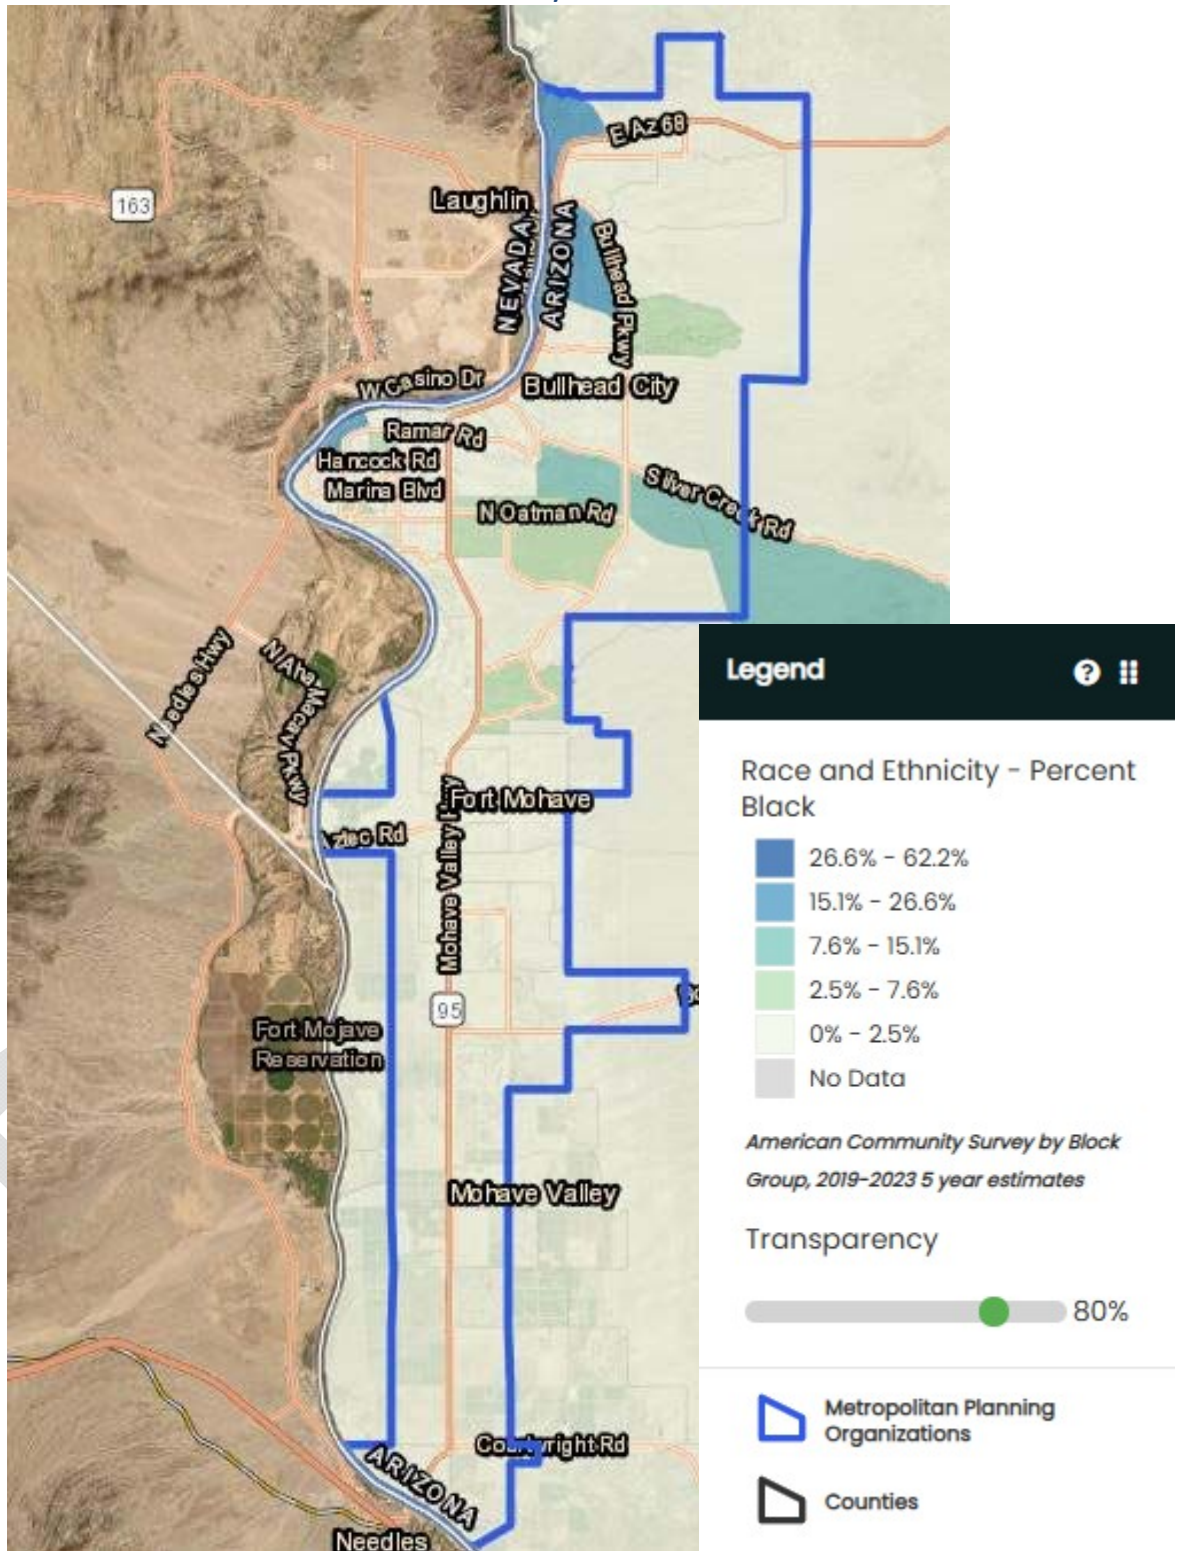 E Az 68
163
Laughlin
NEVADA
ARIZONA
Bullhead Pkwy
W Casino Dr
Bullhead City
Ramar Rd
Hancock Rd
Marina Blvd
Silver Creek Rd
N Oatman Rd
Needles Hwy
N Aha Macav Pkwy
Fort Mohave
Aztec Rd
Mohave Valley
95
Fort Mojave
Reservation
Mohave Valley
Courtwright Rd
ARIZONA
Needles
Legend
?
Race and Ethnicity - Percent
Black
26.6% - 62.2%
15.1% - 26.6%
7.6% - 15.1%
2.5% - 7.6%
0% - 2.5%
No Data
American Community Survey by Block
Group, 2019-2023 5 year estimates
Transparency
80%
Metropolitan Planning
Organizations
Counties